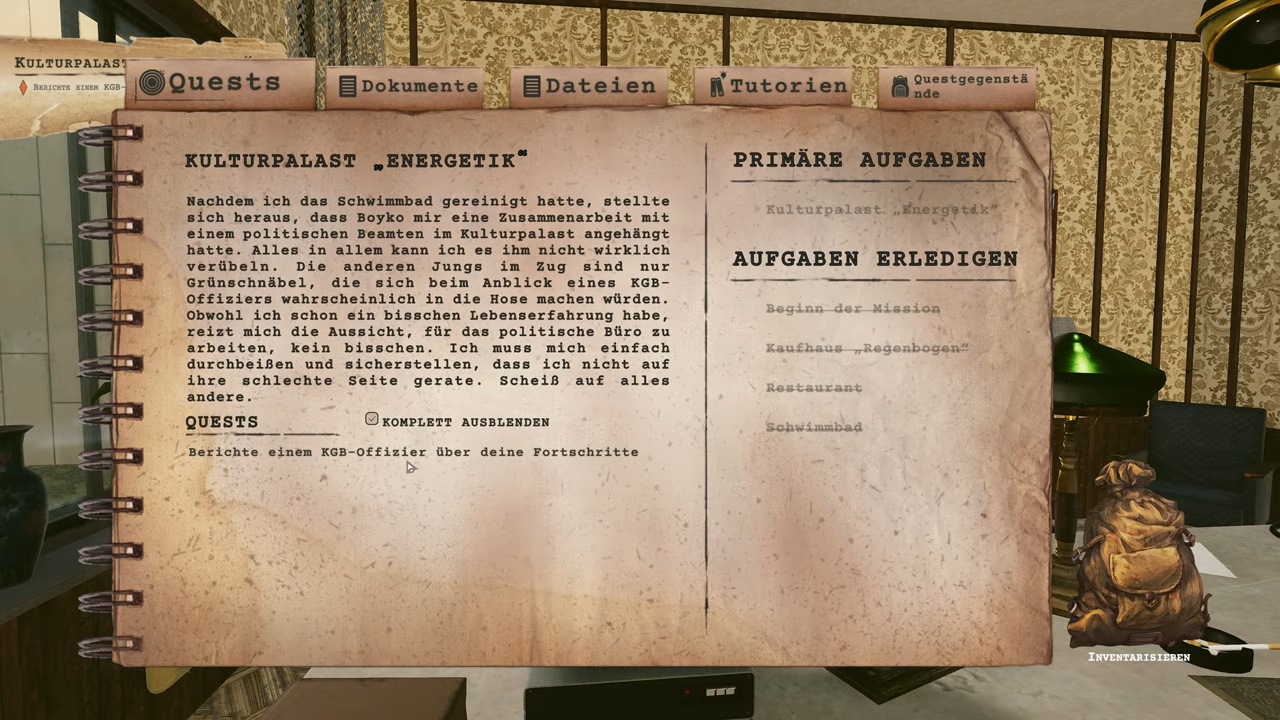 Kulturpalast
Berichte einem KGB-
Quests
Dokumente
Dateien
Tutorien
Questgegenstä
nde
KULTURPALAST „ENERGETIK“
Nachdem ich das Schwimmbad gereinigt hatte, stellte
sich heraus, dass Boyko mir eine Zusammenarbeit mit
einem politischen Beamten im Kulturpalast angehängt
hatte. Alles in allem kann ich es ihm nicht wirklich
verübeln. Die anderen Jungs im Zug sind nur
Grünschnäbel, die sich beim Anblick eines KGB-
Offiziers wahrscheinlich in die Hose machen würden.
Obwohl ich schon ein bisschen Lebenserfahrung habe,
reizt mich die Aussicht, für das politische Büro zu
arbeiten, kein bisschen. Ich muss mich einfach
durchbeißen und sicherstellen, dass ich nicht auf
ihre schlechte Seite gerate. Scheiß auf alles
andere.
QUESTS
KOMPLETT AUSBLENDEN
Berichte einem KGB-Offizier über deine Fortschritte
PRIMÄRE AUFGABEN
Kulturpalast „Energetik“
AUFGABEN ERLEDIGEN
Beginn der Mission
Kaufhaus „Regenbogen“
Restaurant
Schwimmbad
Inventarisieren